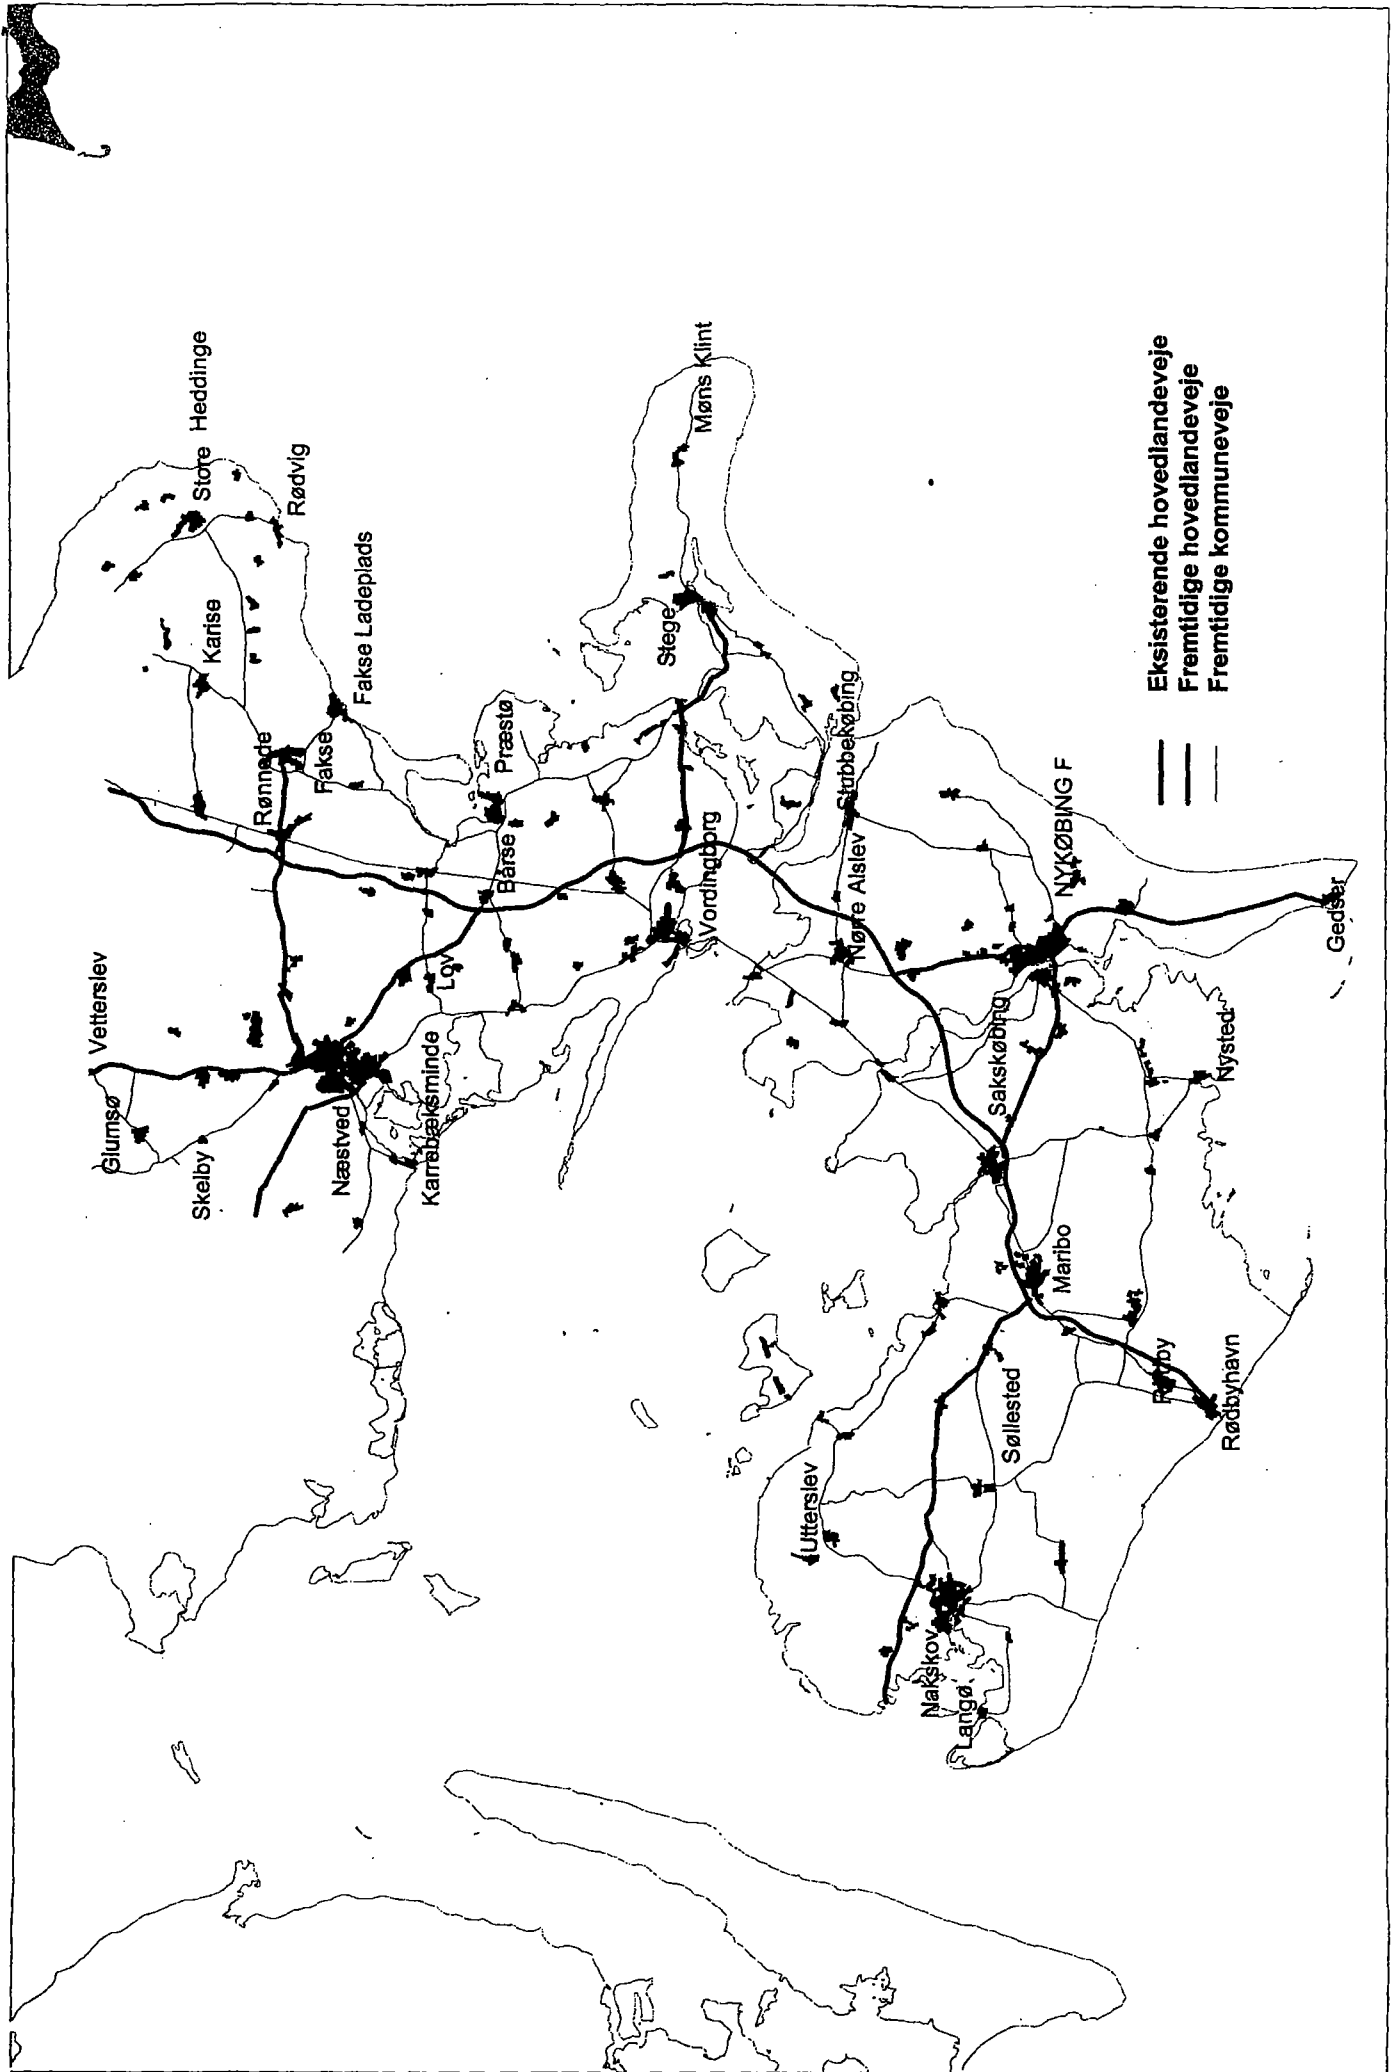 Vetterslev
Glumsø
Skelby
Store Heddinge
Karise
Rønnede
Rødvig
Fakse
Næstved
Fakse Ladeplads
Karrebæksminde
Lov
Præstø
Bårse
Stege
Møns Klint
Vordingborg
Utterslev
Stubbekøbing
Nørre Alslev
Nakskov
Langø
Sakskøbing
Søllested
Maribo
NYKØBING F
Rødby
Nysted
Rødbyhavn
Gedser
Eksisterende hovedlandeveje
Fremtidige hovedlandeveje
Fremtidige kommuneveje